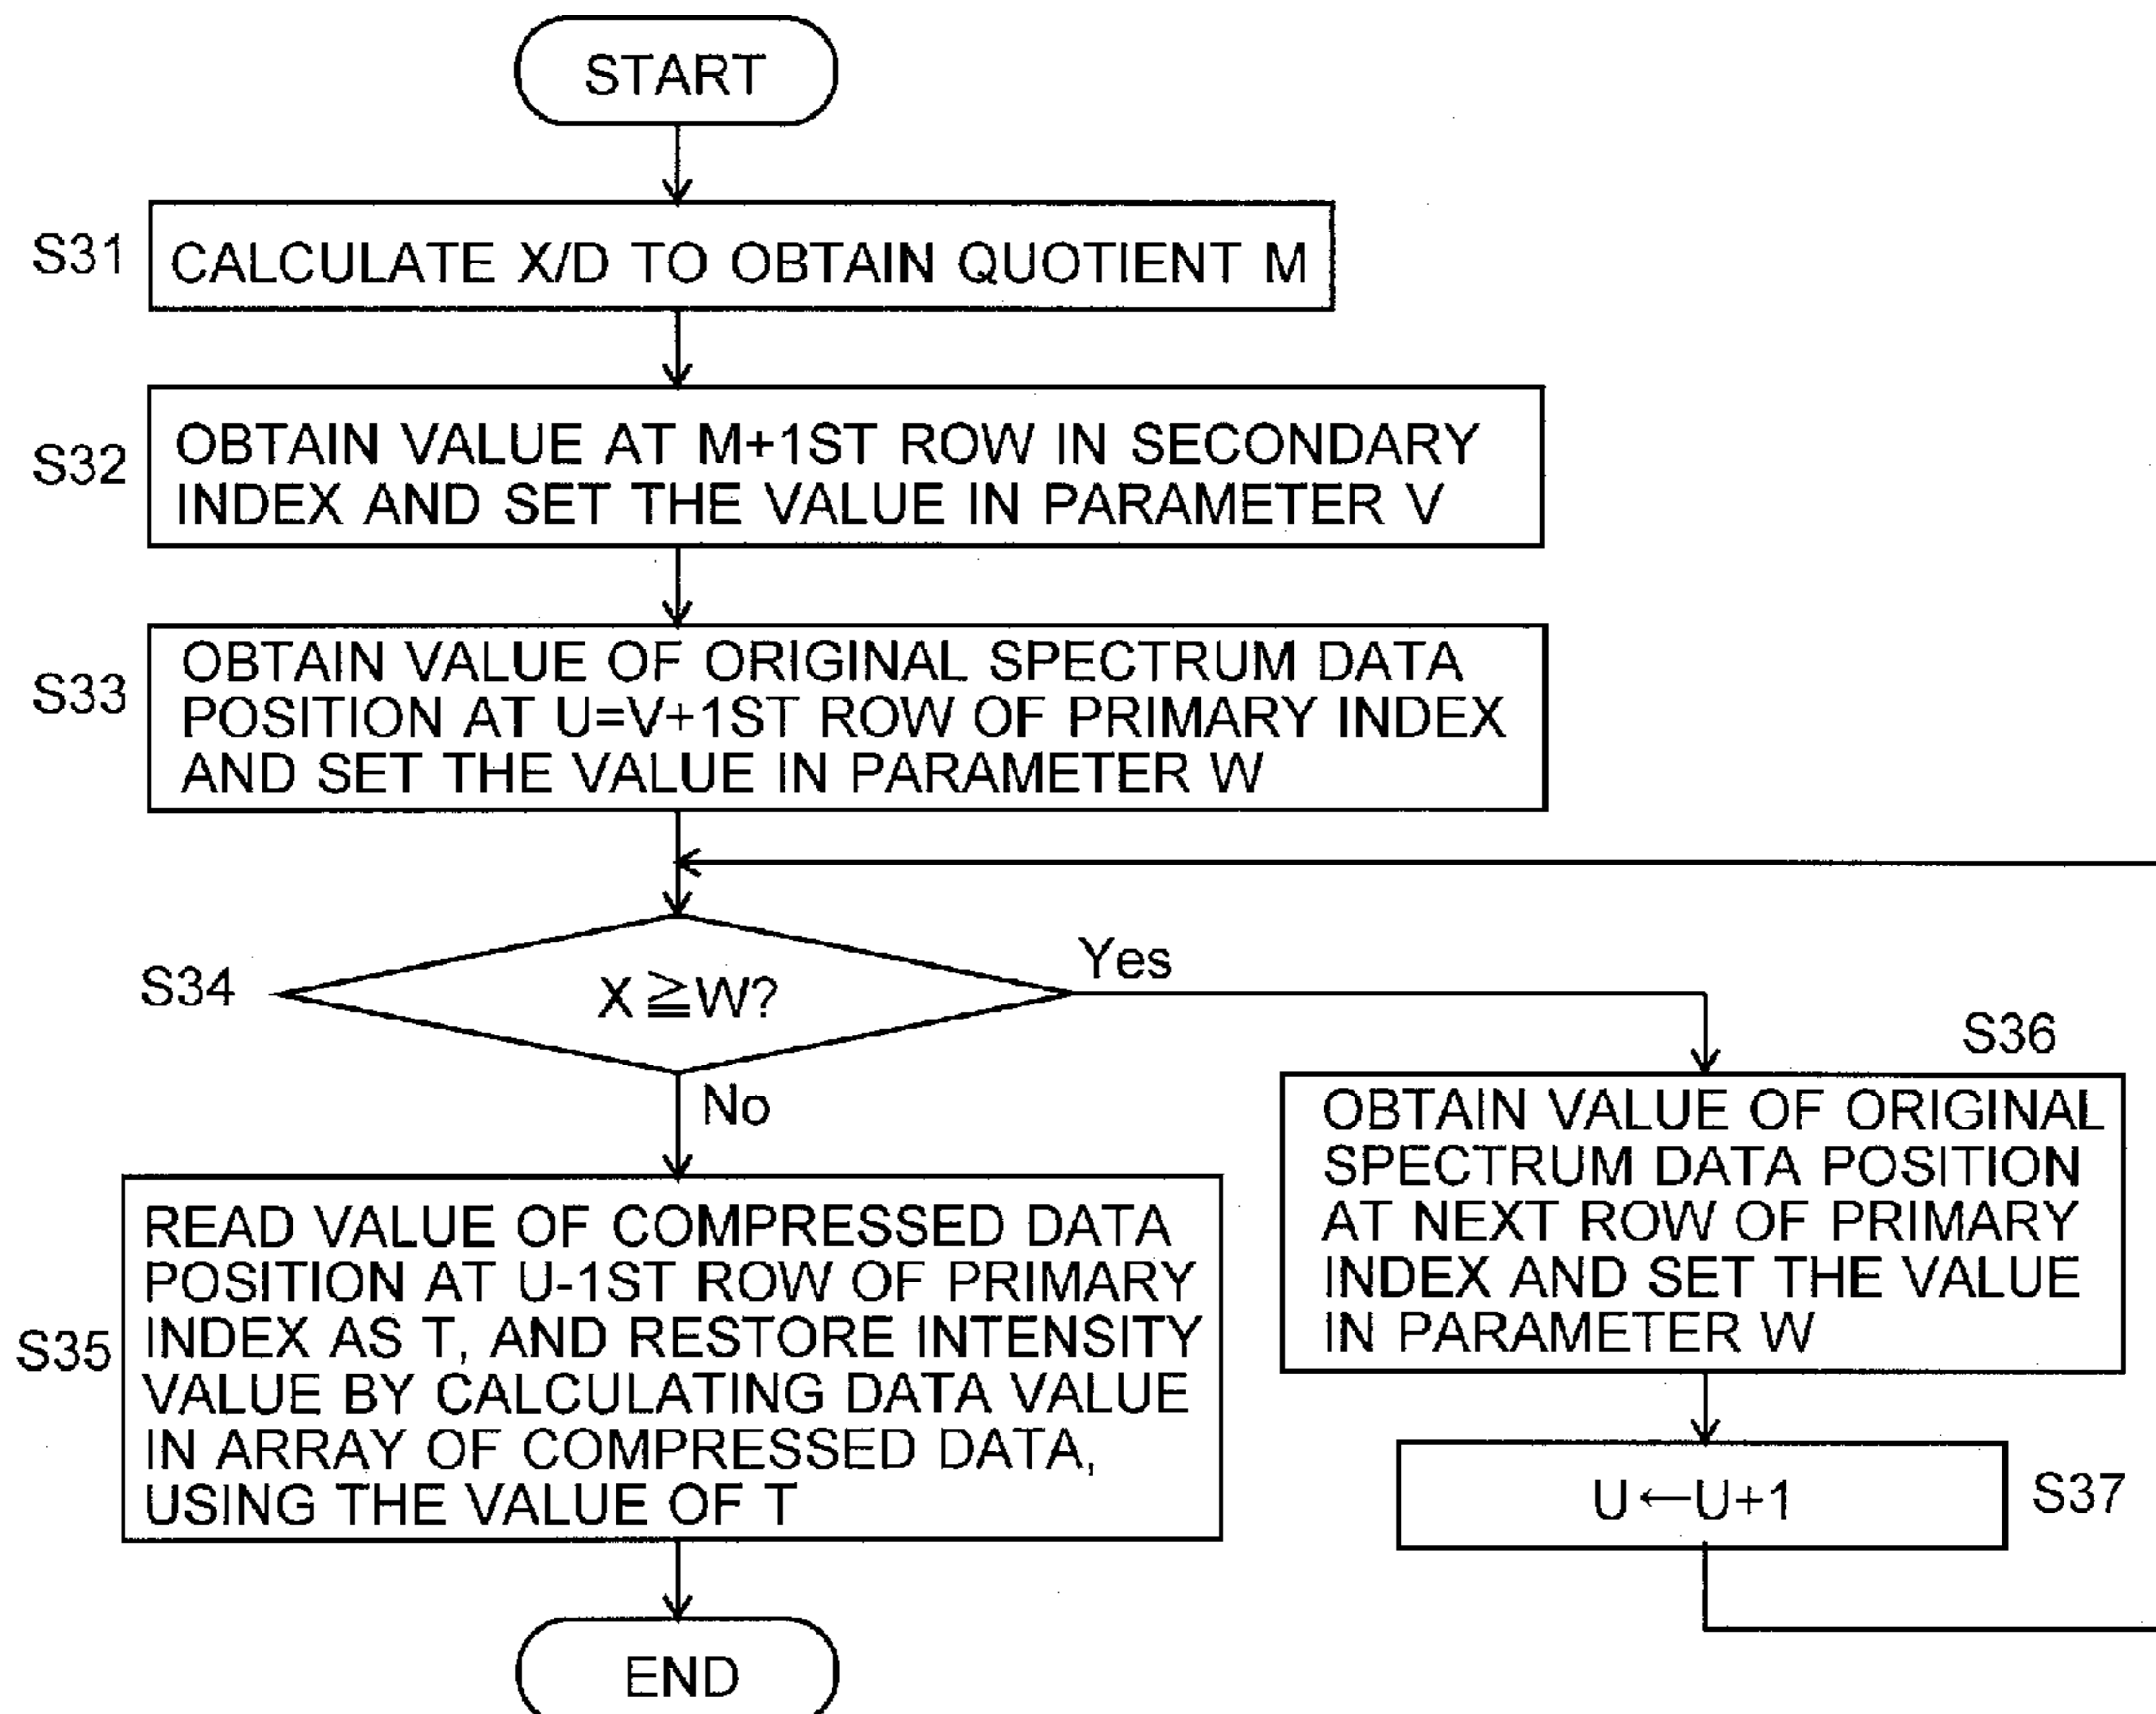 START
S31
CALCULATE X/D TO OBTAIN QUOTIENT M
S32
OBTAIN VALUE AT M+1ST ROW IN SECONDARY
INDEX AND SET THE VALUE IN PARAMETER V
S33
OBTAIN VALUE OF ORIGINAL SPECTRUM DATA
POSITION AT U=V+1ST ROW OF PRIMARY INDEX
AND SET THE VALUE IN PARAMETER W
S34
X≧W?
Yes
No
S36
OBTAIN VALUE OF ORIGINAL
SPECTRUM DATA POSITION
AT NEXT ROW OF PRIMARY
INDEX AND SET THE VALUE
IN PARAMETER W
S35
READ VALUE OF COMPRESSED DATA
POSITION AT U-1ST ROW OF PRIMARY
INDEX AS T, AND RESTORE INTENSITY
VALUE BY CALCULATING DATA VALUE
IN ARRAY OF COMPRESSED DATA,
USING THE VALUE OF T
U←U+1
S37
END